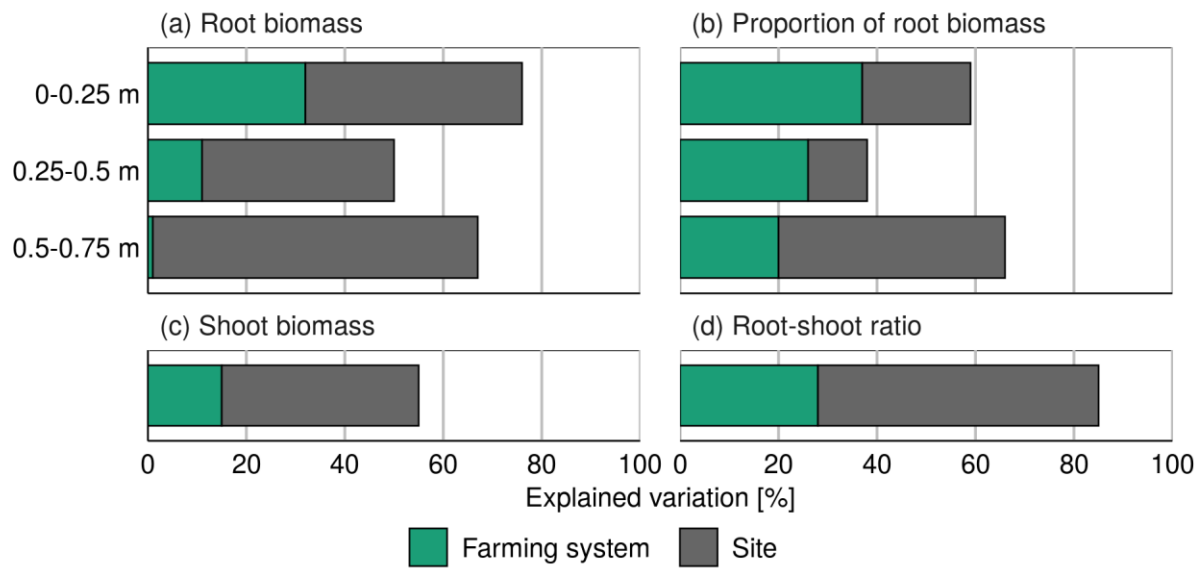 (a) Root biomass
(b) Proportion of root biomass
0-0.25 m
0.25-0.5 m
0.5-0.75 m
(c) Shoot biomass
(d) Root-shoot ratio
0 20 40 60 80 100 0 20 40 60 80 100
Explained variation [%]
Farming system Site